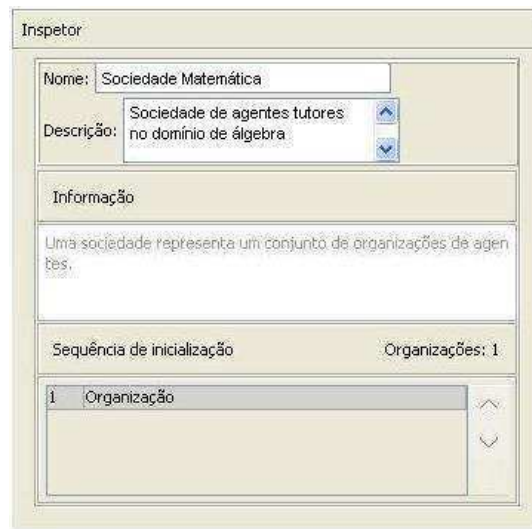 Inspetor
Nome: Sociedade Matemática
Descrição: Sociedade de agentes tutores
no domínio de álgebra
Informação
Uma sociedade representa um conjunto de organizações de agen
tes.
Sequência de inicialização Organizações: 1
1 Organização